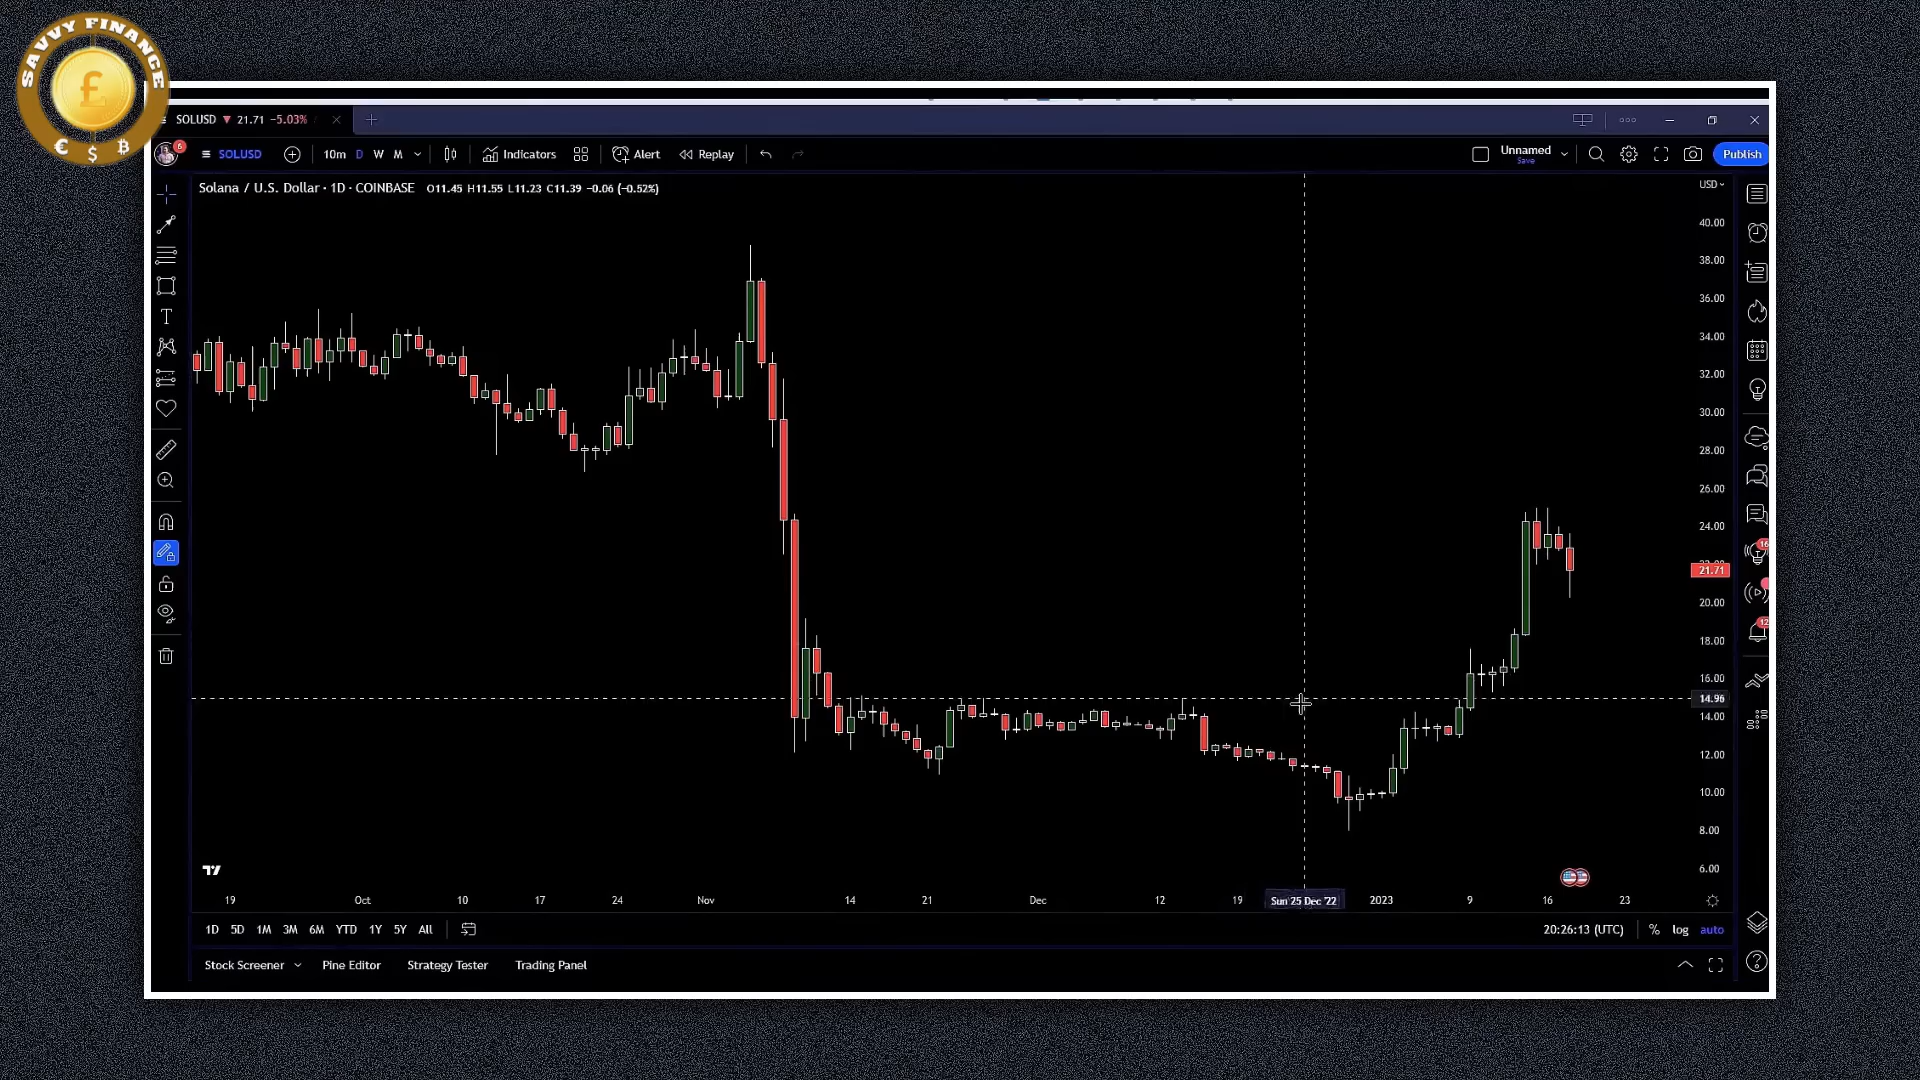 SAVVY FINANCE
£
€ $ ₿
SOLUSD ▼ 21.71 −5.03%
6
SOLUSD 10m D W M Indicators Alert Replay Unnamed Save Publish
Solana / U.S. Dollar · 1D · COINBASE O11.45 H11.55 L11.23 C11.39 −0.06 (−0.52%)
USD
40.00
38.00
36.00
34.00
32.00
30.00
28.00
26.00
24.00
21.71
20.00
18.00
16.00
14.96
14.00
12.00
10.00
8.00
6.00
T
16
12
19 Oct 10 17 24 Nov 14 21 Dec 12 19 Sun 25 Dec '22 2023 9 16 23
1D 5D 1M 3M 6M YTD 1Y 5Y All 20:26:13 (UTC) % log auto
Stock Screener Pine Editor Strategy Tester Trading Panel